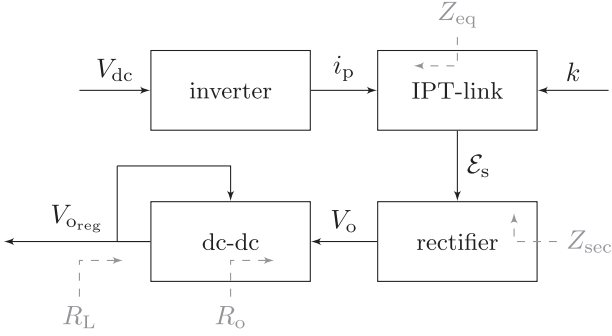 Z_eq
V_dc
inverter
i_p
IPT-link
k
ℰ_s
V_o_reg
dc-dc
V_o
rectifier
Z_sec
R_L
R_o